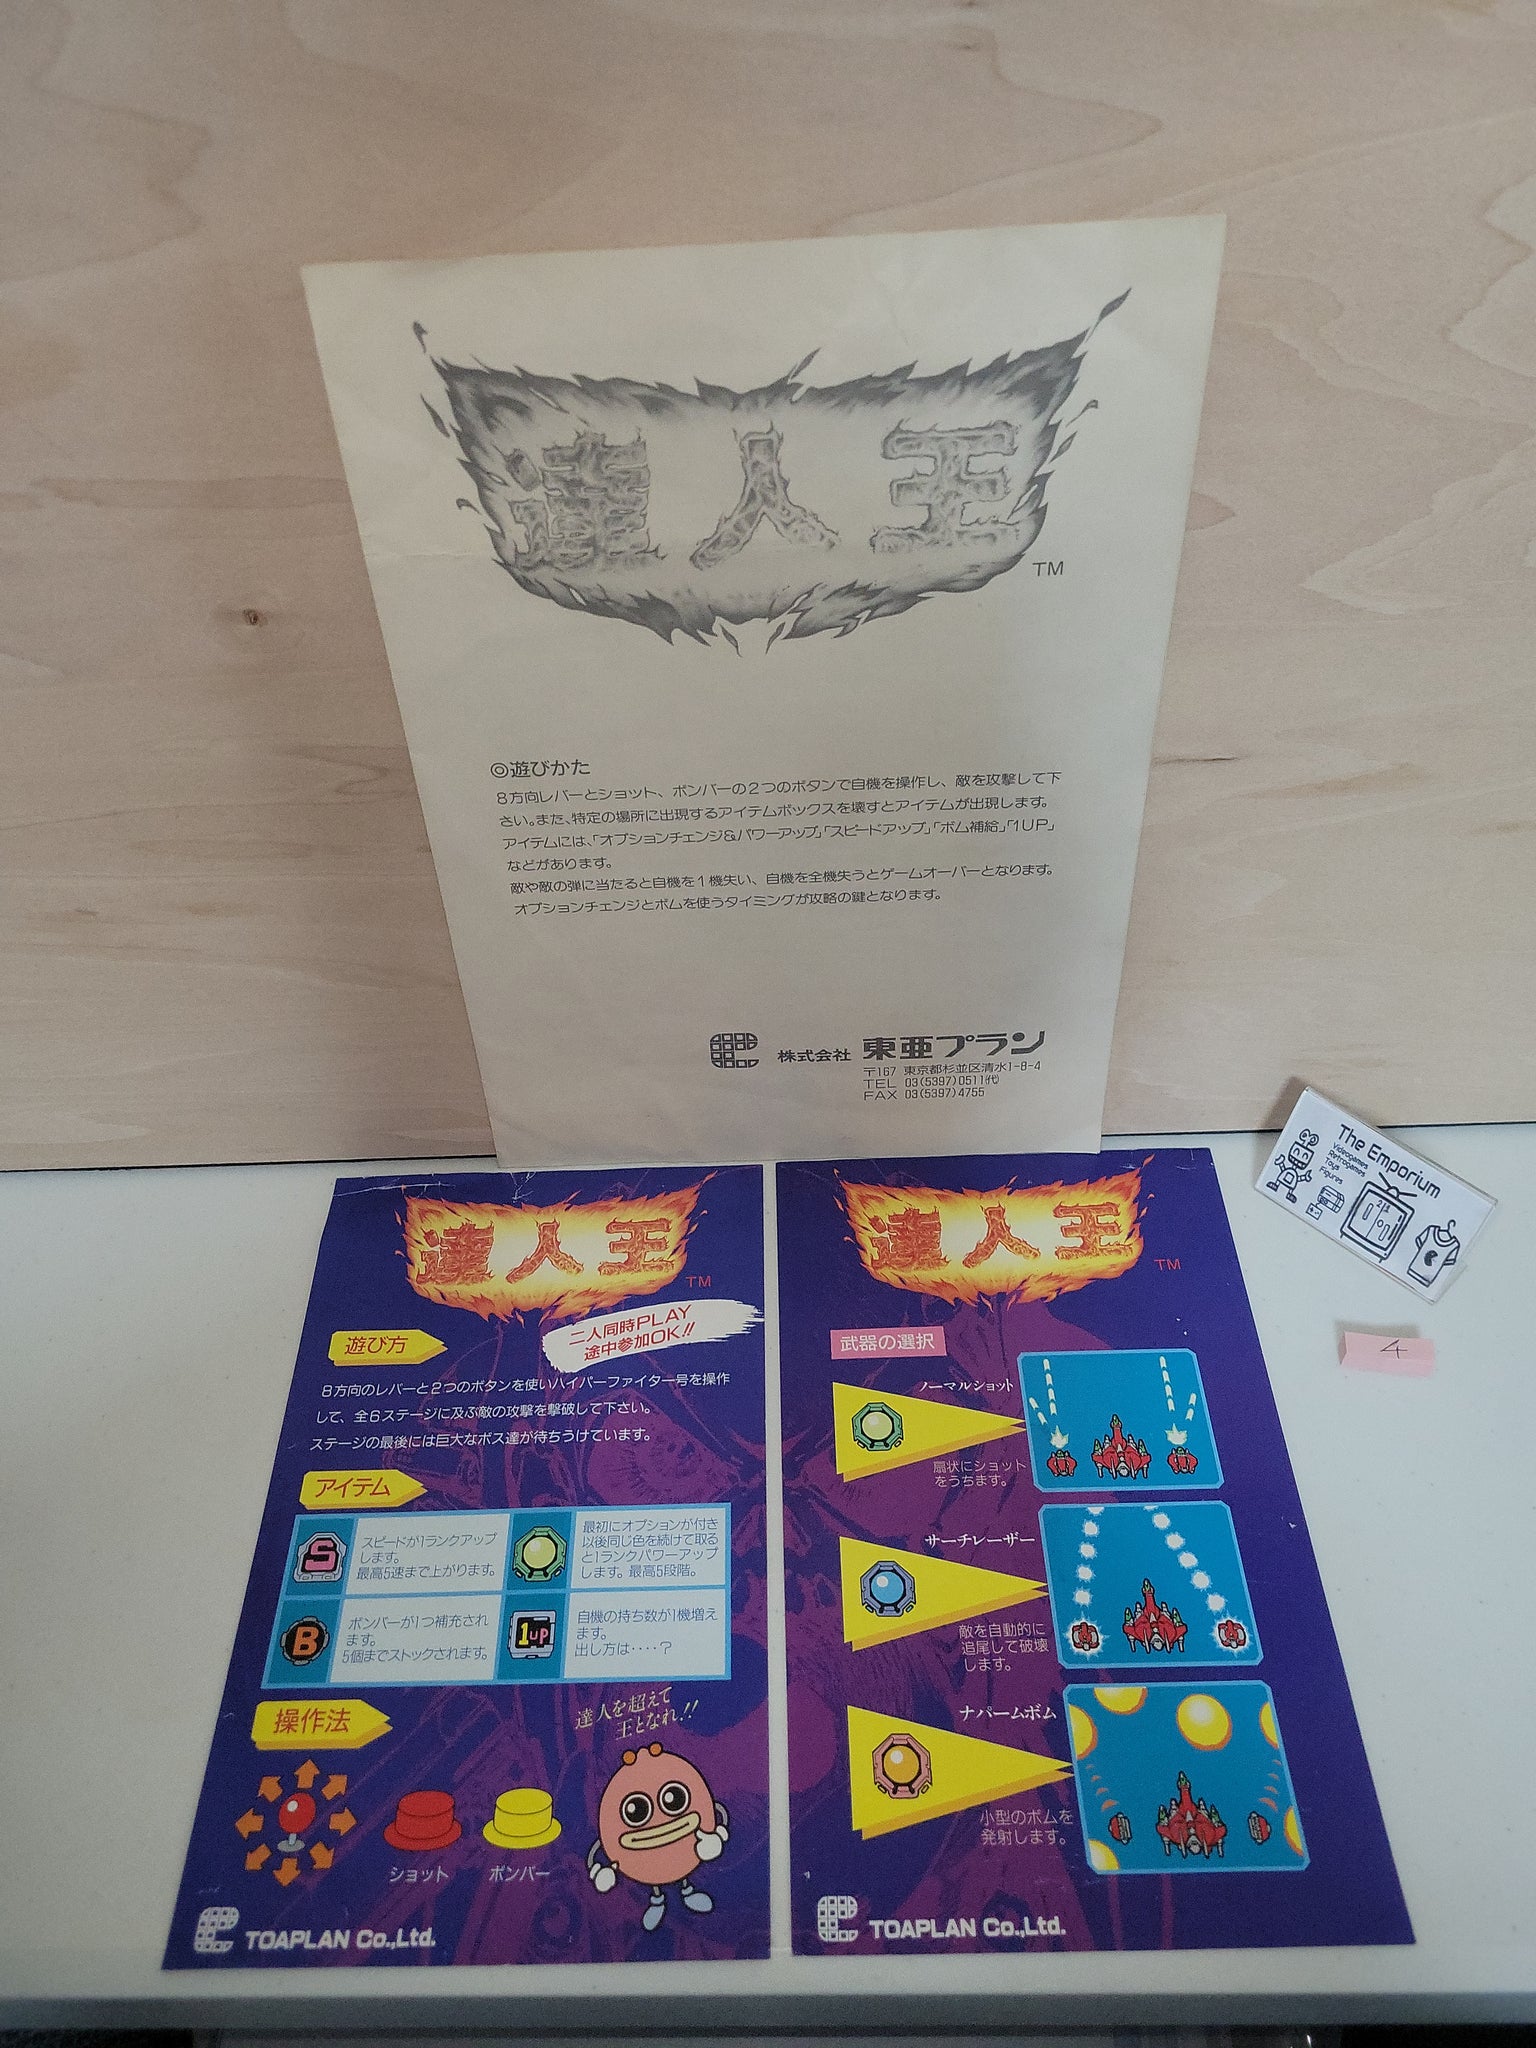 達人王
TM
◎遊びかた
8方向レバーとショット、ボンバーの2つのボタンで自機を操作し、敵を攻撃して下
さい。また、特定の場所に出現するアイテムボックスを壊すとアイテムが出現します。
アイテムには、「オプションチェンジ&パワーアップ」「スピードアップ」「ボム補給」「1UP」
などがあります。
敵や敵の弾に当たると自機を1機失い、自機を全機失うとゲームオーバーとなります。
オプションチェンジとボムを使うタイミングが攻略の鍵となります。
株式会社 東亜プラン
〒167 東京都杉並区清水1-8-4
TEL 03(5397)0511(代)
FAX 03(5397)4755
The Emporium
Videogames
Retrogames
Toys
Figures
4
達人王
TM
二人同時PLAY
途中参加OK!!
遊び方
8方向のレバーと2つのボタンを使いハイパーファイター号を操作
して、全6ステージに及ぶ敵の攻撃を撃破して下さい。
ステージの最後には巨大なボス達が待ちうけています。
アイテム
S
スピードが1ランクアップ
します。
最高5速まで上がります。
最初にオプションが付き
以後同じ色を続けて取る
と1ランクパワーアップ
します。最高5段階。
B
ボンバーが1つ補充され
ます。
5個までストックされます。
1up
自機の持ち数が1機増え
ます。
出し方は‥‥?
操作法
達人を超えて
王となれ!!
ショット
ボンバー
TOAPLAN Co.,Ltd.
達人王
TM
武器の選択
ノーマルショット
扇状にショット
をうちます。
サーチレーザー
敵を自動的に
追尾して破壊
します。
ナパームボム
小型のボムを
発射します。
TOAPLAN Co.,Ltd.